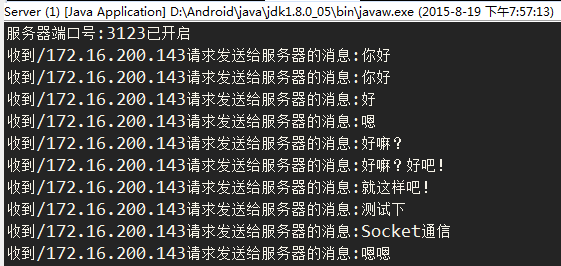 Server (1) [Java Application] D:\Android\java\jdk1.8.0_05\bin\javaw.exe (2015-8-19 下午7:57:13)
服务器端口号:3123已开启
收到/172.16.200.143请求发送给服务器的消息:你好
收到/172.16.200.143请求发送给服务器的消息:你好
收到/172.16.200.143请求发送给服务器的消息:好
收到/172.16.200.143请求发送给服务器的消息:嗯
收到/172.16.200.143请求发送给服务器的消息:好嘛？
收到/172.16.200.143请求发送给服务器的消息:好嘛？好吧！
收到/172.16.200.143请求发送给服务器的消息:就这样吧！
收到/172.16.200.143请求发送给服务器的消息:测试下
收到/172.16.200.143请求发送给服务器的消息:Socket通信
收到/172.16.200.143请求发送给服务器的消息:嗯嗯